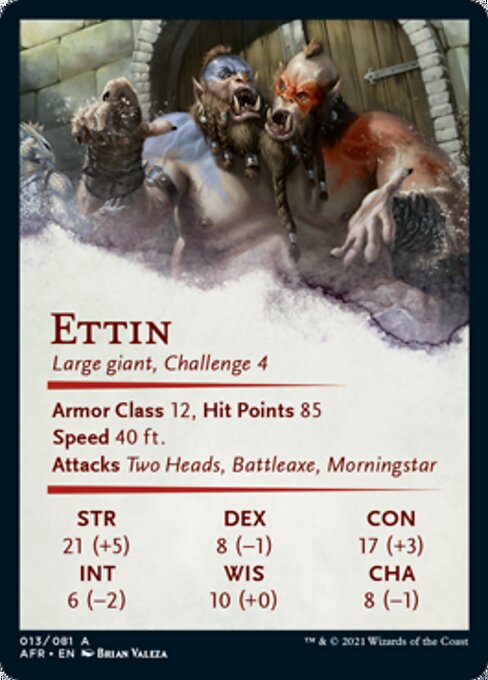 ETTIN
Large giant, Challenge 4
Armor Class 12, Hit Points 85
Speed 40 ft.
Attacks Two Heads, Battleaxe, Morningstar
STR DEX CON
21 (+5) 8 (–1) 17 (+3)
INT WIS CHA
6 (–2) 10 (+0) 8 (–1)
013/081 A ™ & © 2021 Wizards of the Coast
AFR • EN BRIAN VALEZA